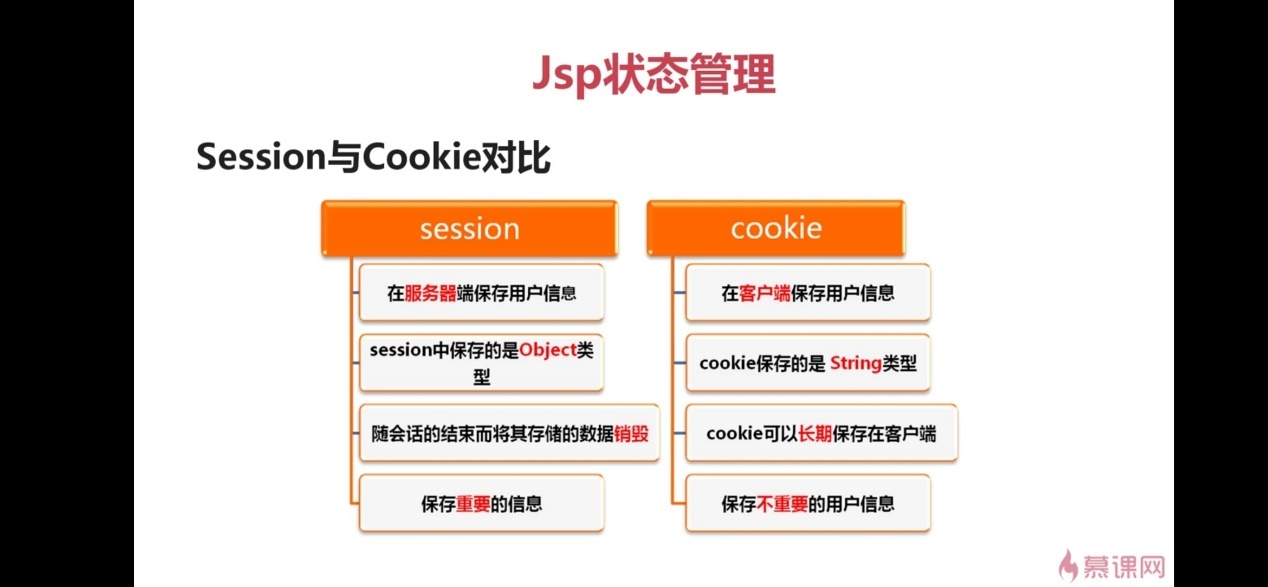 Jsp状态管理
Session与Cookie对比
session
在服务器端保存用户信息
session中保存的是Object类
型
随会话的结束而将其存储的数据销毁
保存重要的信息
cookie
在客户端保存用户信息
cookie保存的是 String类型
cookie可以长期保存在客户端
保存不重要的用户信息
慕课网